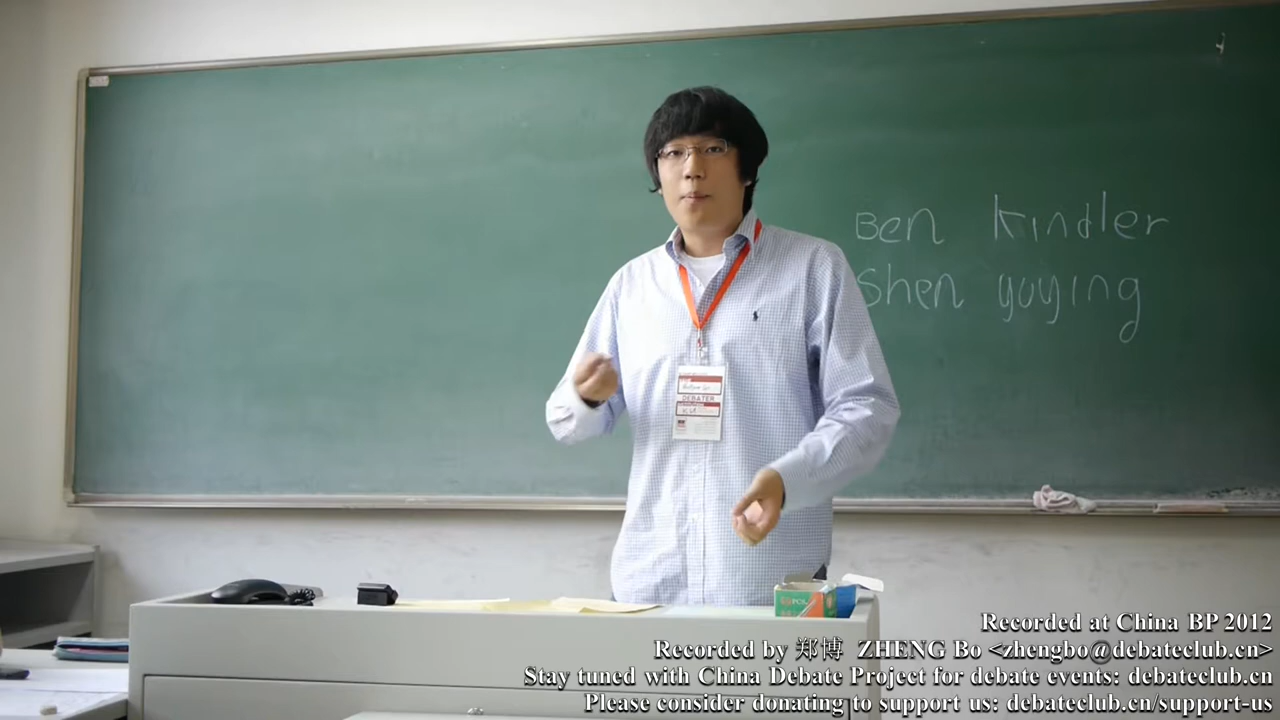 Ben Kindler
Shen yuying
DEBATER
KU
Recorded at China BP 2012
Recorded by 郑博 ZHENG Bo <zhengbo@debateclub.cn>
Stay tuned with China Debate Project for debate events: debateclub.cn
Please consider donating to support us: debateclub.cn/support-us